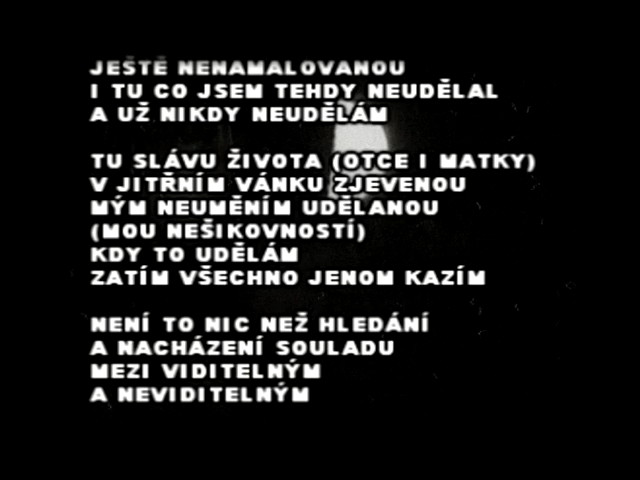 JEŠTĚ NENAMALOVANOU
I TU CO JSEM TEHDY NEUDĚLAL
A UŽ NIKDY NEUDĚLÁM
TU SLÁVU ŽIVOTA (OTCE I MATKY)
V JITŘNÍM VÁNKU ZJEVENOU
MÝM NEUMĚNÍM UDĚLANOU
(MOU NEŠIKOVNOSTÍ)
KDY TO UDĚLÁM
ZATÍM VŠECHNO JENOM KAZÍM
NENÍ TO NIC NEŽ HLEDÁNÍ
A NACHÁZENÍ SOULADU
MEZI VIDITELNÝM
A NEVIDITELNÝM